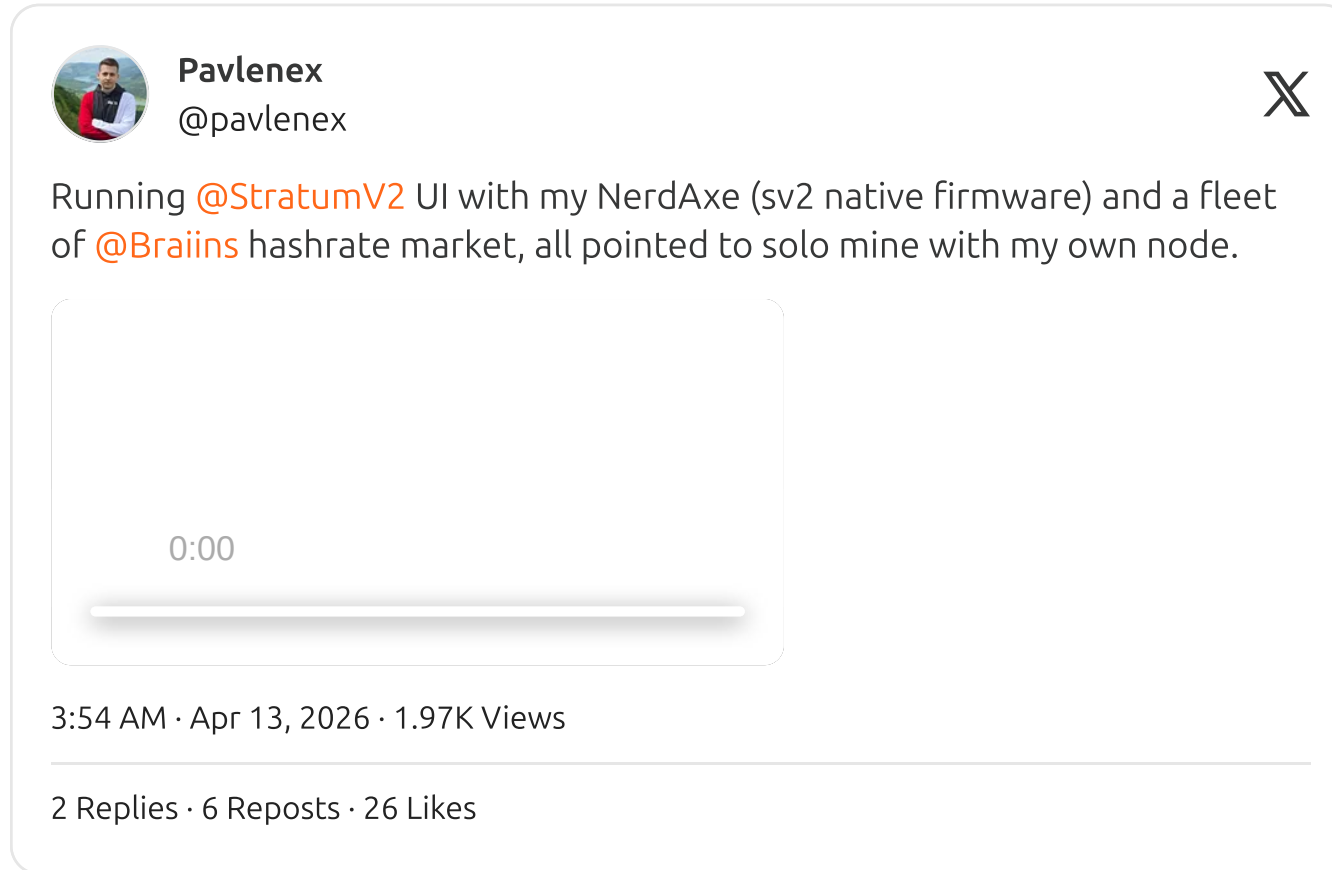 Pavlenex
@pavlenex
Running @StratumV2 UI with my NerdAxe (sv2 native firmware) and a fleet
of @Braiins hashrate market, all pointed to solo mine with my own node.
0:00
3:54 AM · Apr 13, 2026 · 1.97K Views
2 Replies · 6 Reposts · 26 Likes